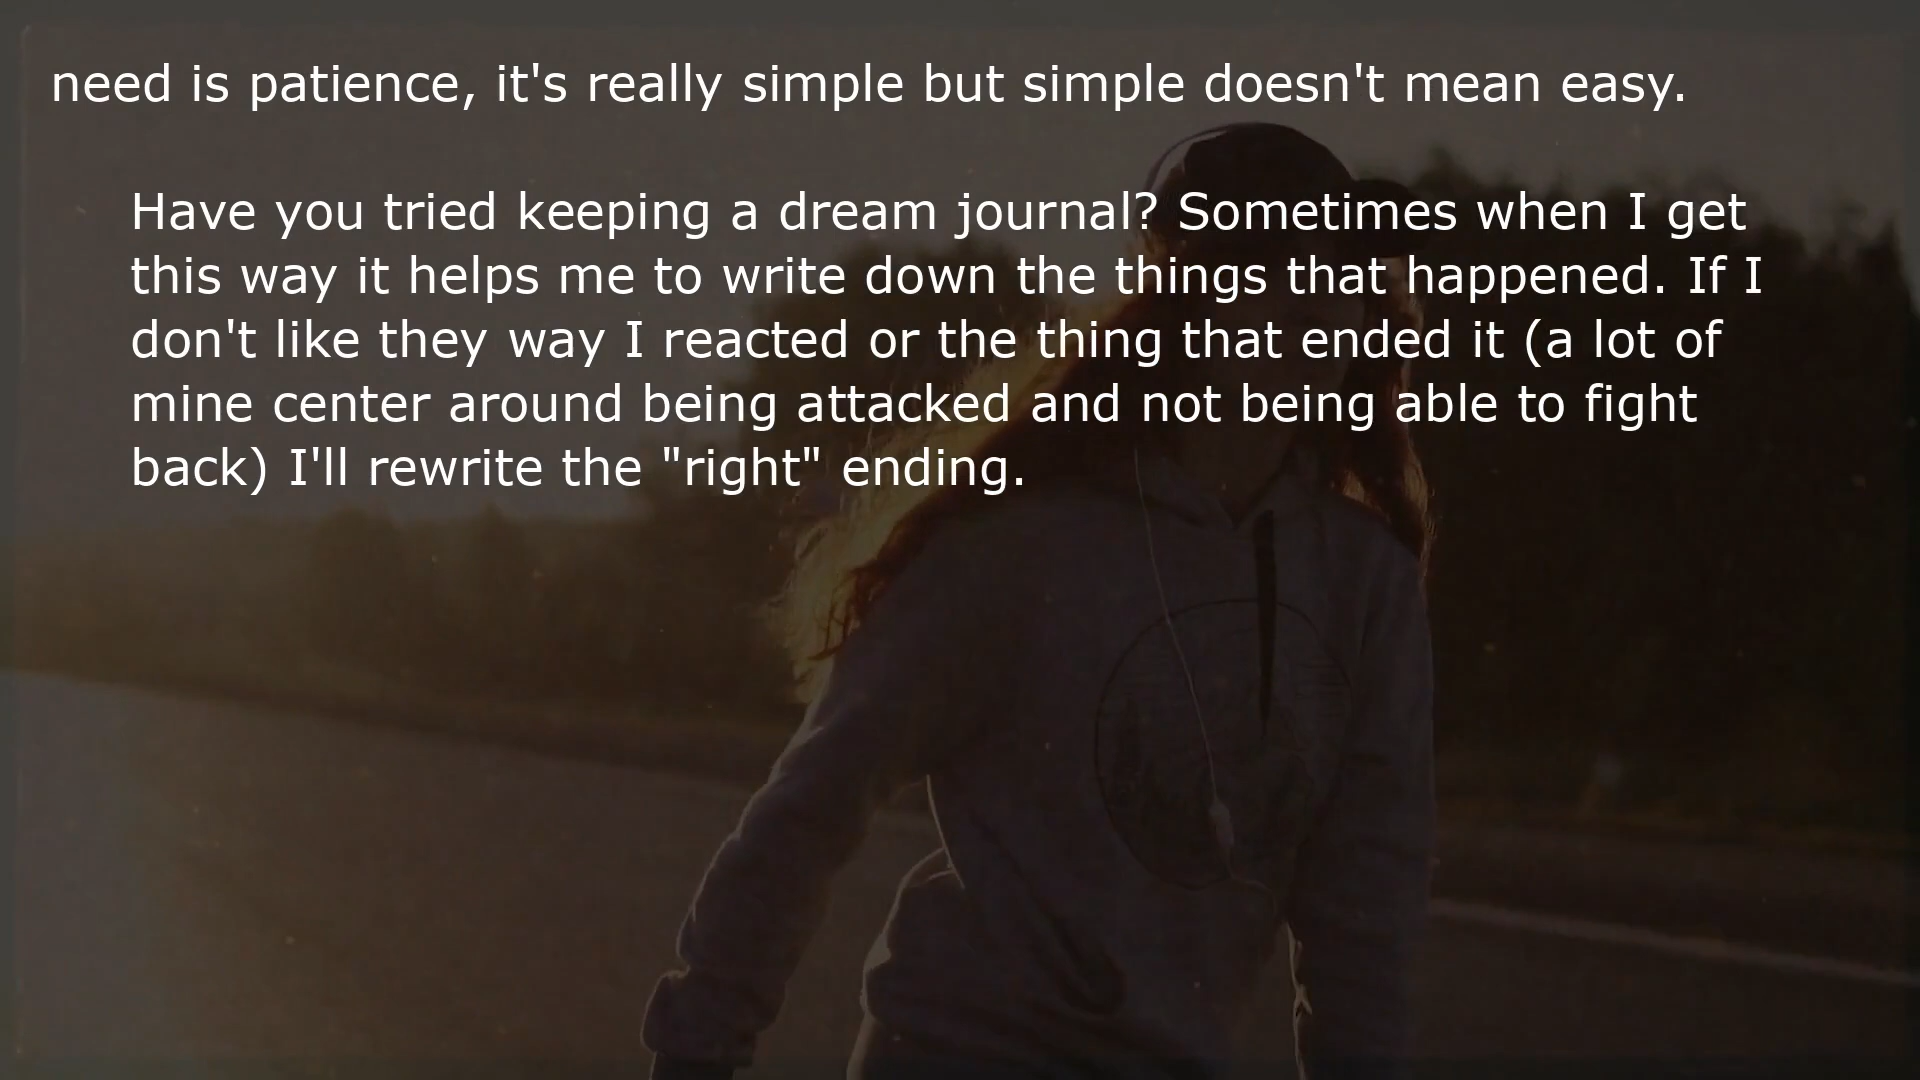 need is patience, it's really simple but simple doesn't mean easy.
Have you tried keeping a dream journal? Sometimes when I get
this way it helps me to write down the things that happened. If I
don't like they way I reacted or the thing that ended it (a lot of
mine center around being attacked and not being able to fight
back) I'll rewrite the "right" ending.